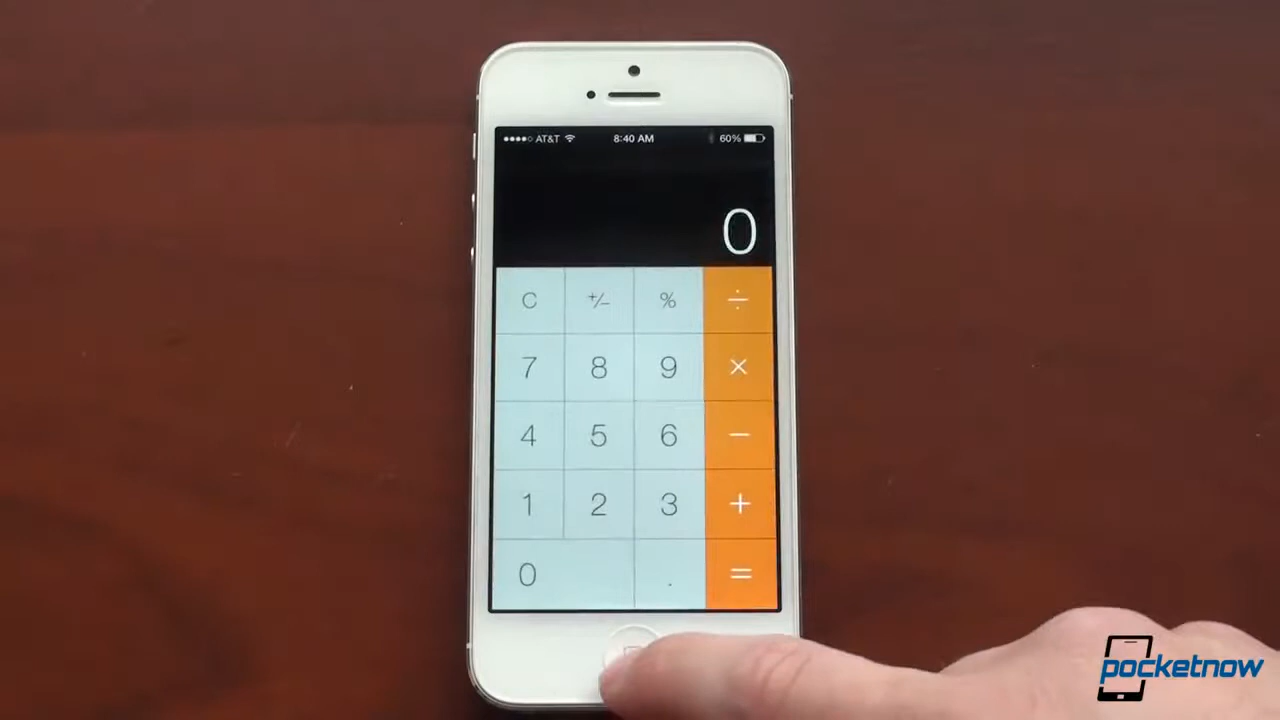 AT&T 8:40 AM 60%
0
C +/− % ÷
7 8 9 ×
4 5 6 −
1 2 3 +
0 . =
pocketnow